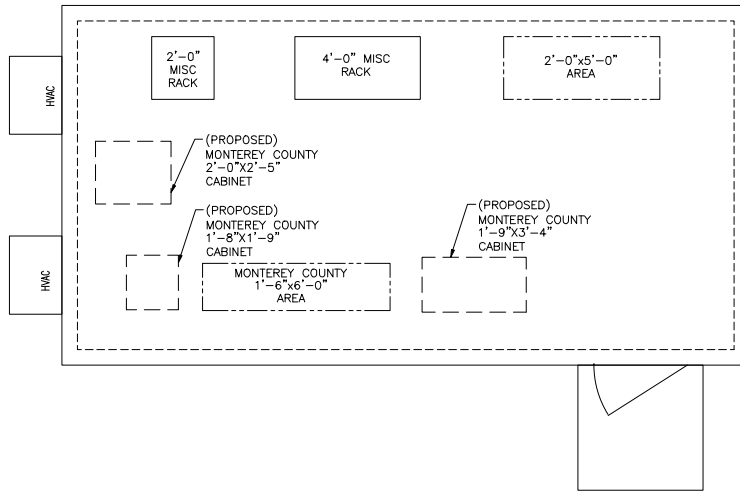 2'-0"
MISC
RACK
4'-0" MISC
RACK
2'-0"x5'-0"
AREA
HVAC
(PROPOSED)
MONTEREY COUNTY
2'-0"X2'-5"
CABINET
(PROPOSED)
MONTEREY COUNTY
1'-8"X1'-9"
CABINET
(PROPOSED)
MONTEREY COUNTY
1'-9"X3'-4"
CABINET
HVAC
MONTEREY COUNTY
1'-6"x6'-0"
AREA